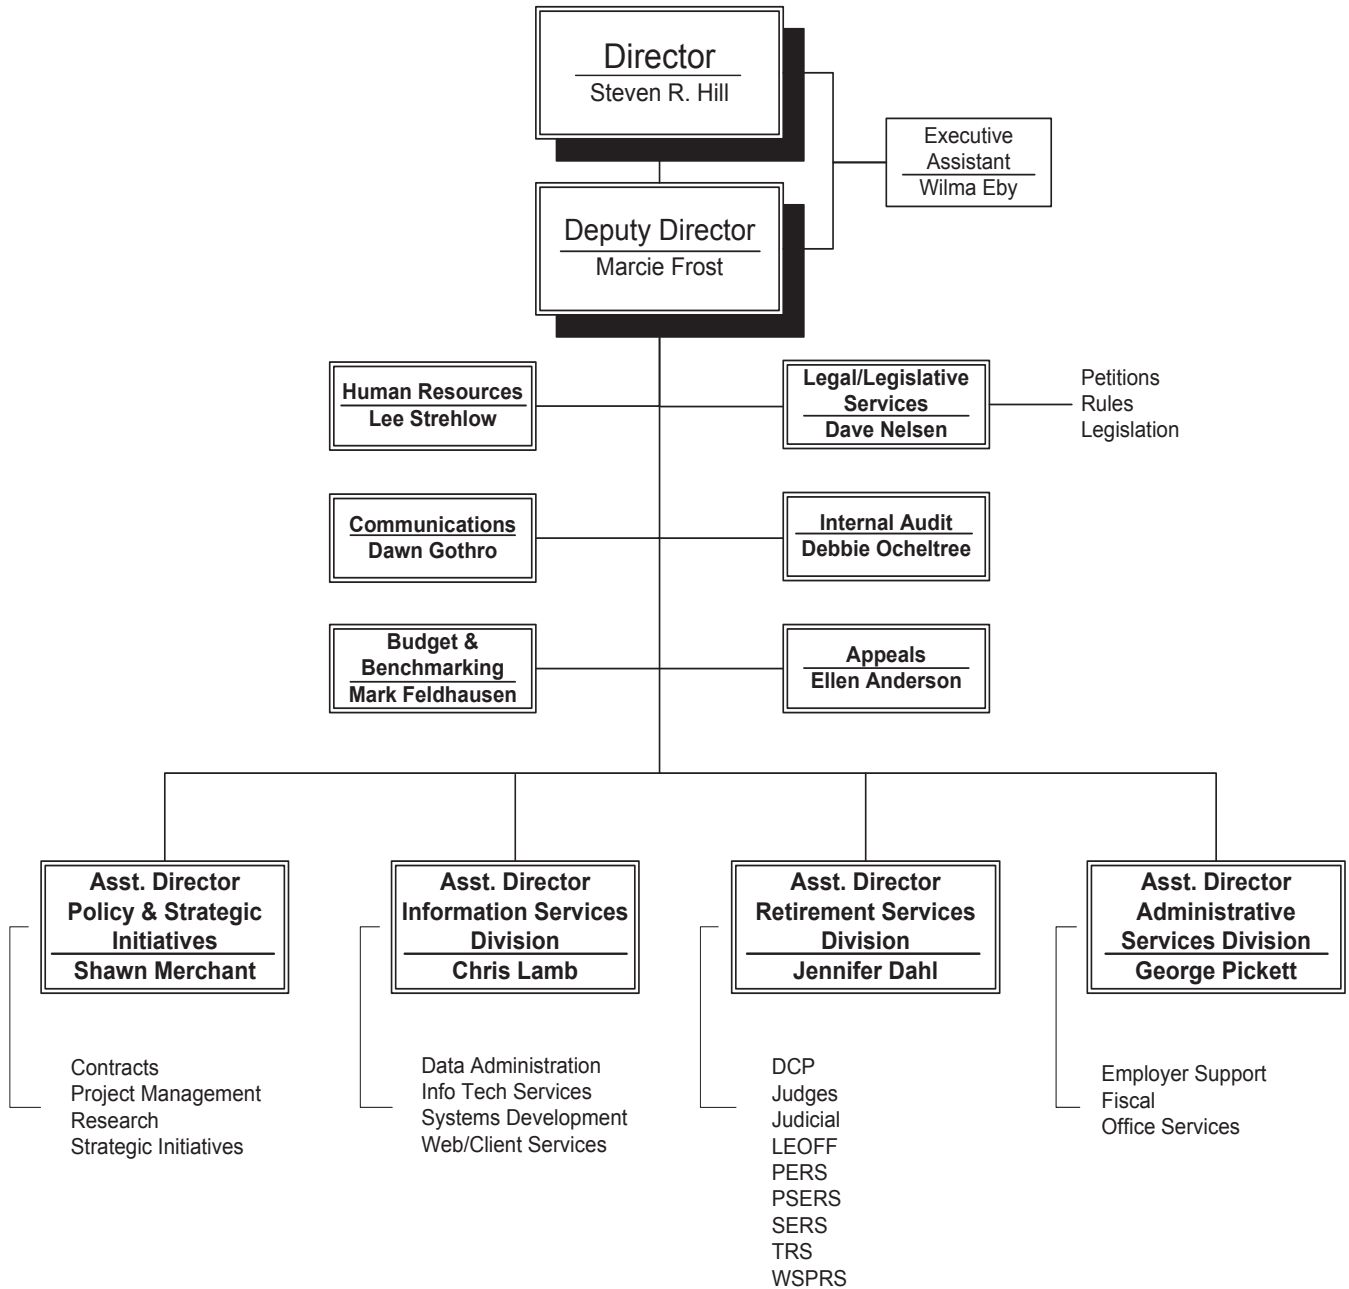 Director
Steven R. Hill
Executive
Assistant
Wilma Eby
Deputy Director
Marcie Frost
Human Resources
Lee Strehlow
Legal/Legislative
Services
Dave Nelsen
Petitions
Rules
Legislation
Communications
Dawn Gothro
Internal Audit
Debbie Ocheltree
Budget &
Benchmarking
Mark Feldhausen
Appeals
Ellen Anderson
Asst. Director
Policy & Strategic
Initiatives
Shawn Merchant
Asst. Director
Information Services
Division
Chris Lamb
Asst. Director
Retirement Services
Division
Jennifer Dahl
Asst. Director
Administrative
Services Division
George Pickett
Contracts
Project Management
Research
Strategic Initiatives
Data Administration
Info Tech Services
Systems Development
Web/Client Services
DCP
Judges
Judicial
LEOFF
PERS
PSERS
SERS
TRS
WSPRS
Employer Support
Fiscal
Office Services